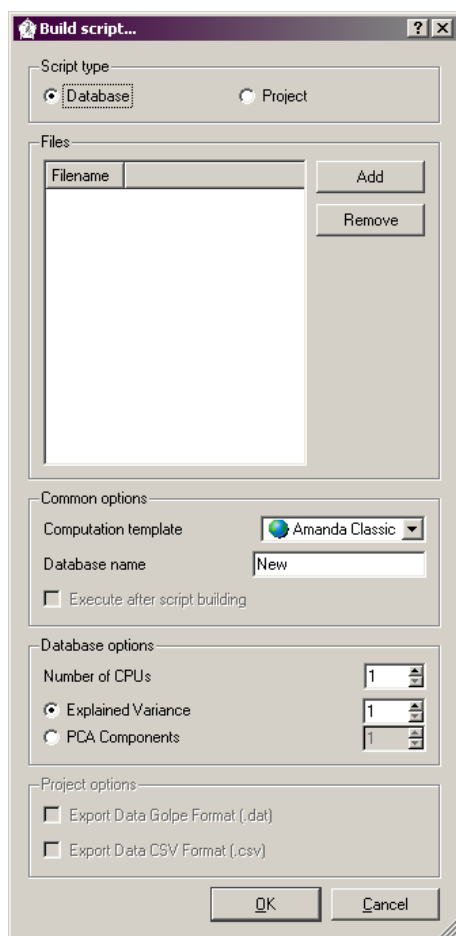 Build script...
Script type
Database Project
Files
Filename Add
Remove
Common options
Computation template Amanda Classic
Database name New
Execute after script building
Database options
Number of CPUs 1
Explained Variance 1
PCA Components 1
Project options
Export Data Golpe Format (.dat)
Export Data CSV Format (.csv)
OK Cancel